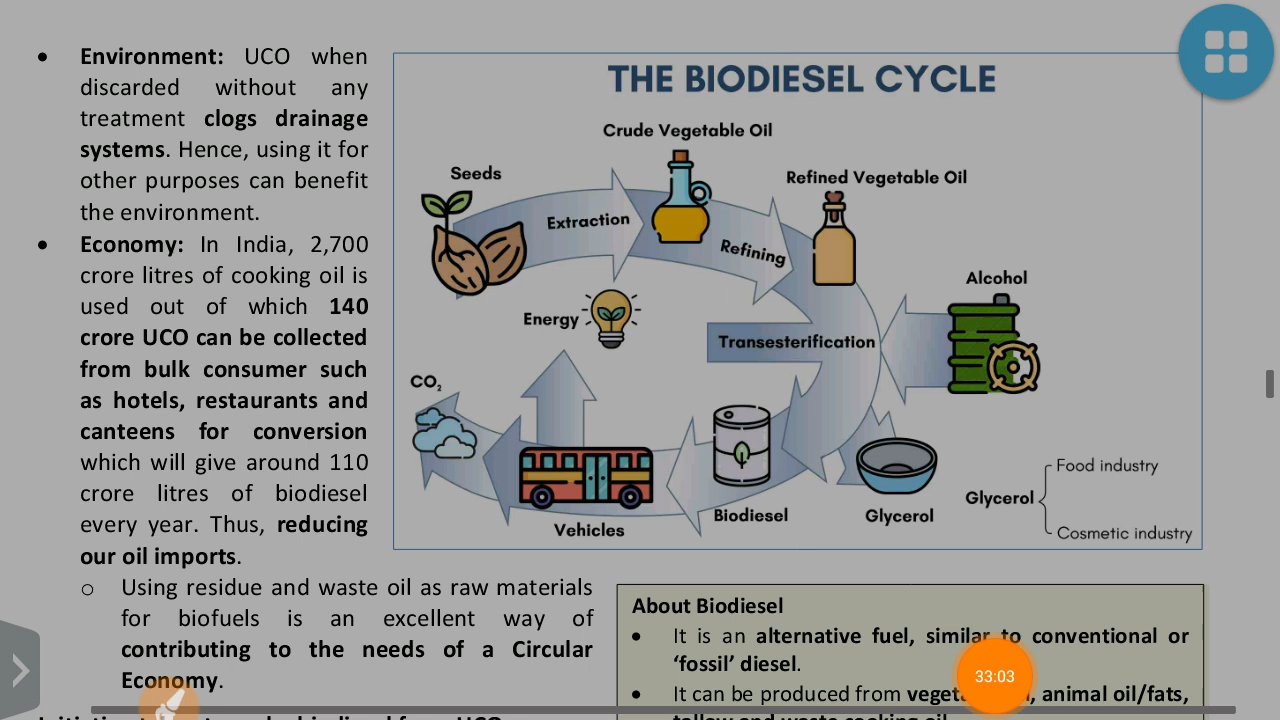 • Environment: UCO when
discarded without any
treatment clogs drainage
systems. Hence, using it for
other purposes can benefit
the environment.
• Economy: In India, 2,700
crore litres of cooking oil is
used out of which 140
crore UCO can be collected
from bulk consumer such
as hotels, restaurants and
canteens for conversion
which will give around 110
crore litres of biodiesel
every year. Thus, reducing
our oil imports.
o Using residue and waste oil as raw materials
for biofuels is an excellent way of
contributing to the needs of a Circular
Economy.
THE BIODIESEL CYCLE
Crude Vegetable Oil
Seeds
Refined Vegetable Oil
Extraction
Refining
Alcohol
Energy
Transesterification
CO₂
Food industry
Glycerol
Biodiesel
Glycerol
Vehicles
Cosmetic industry
About Biodiesel
• It is an alternative fuel, similar to conventional or
‘fossil’ diesel.
• It can be produced from animal oil/fats,
33:03